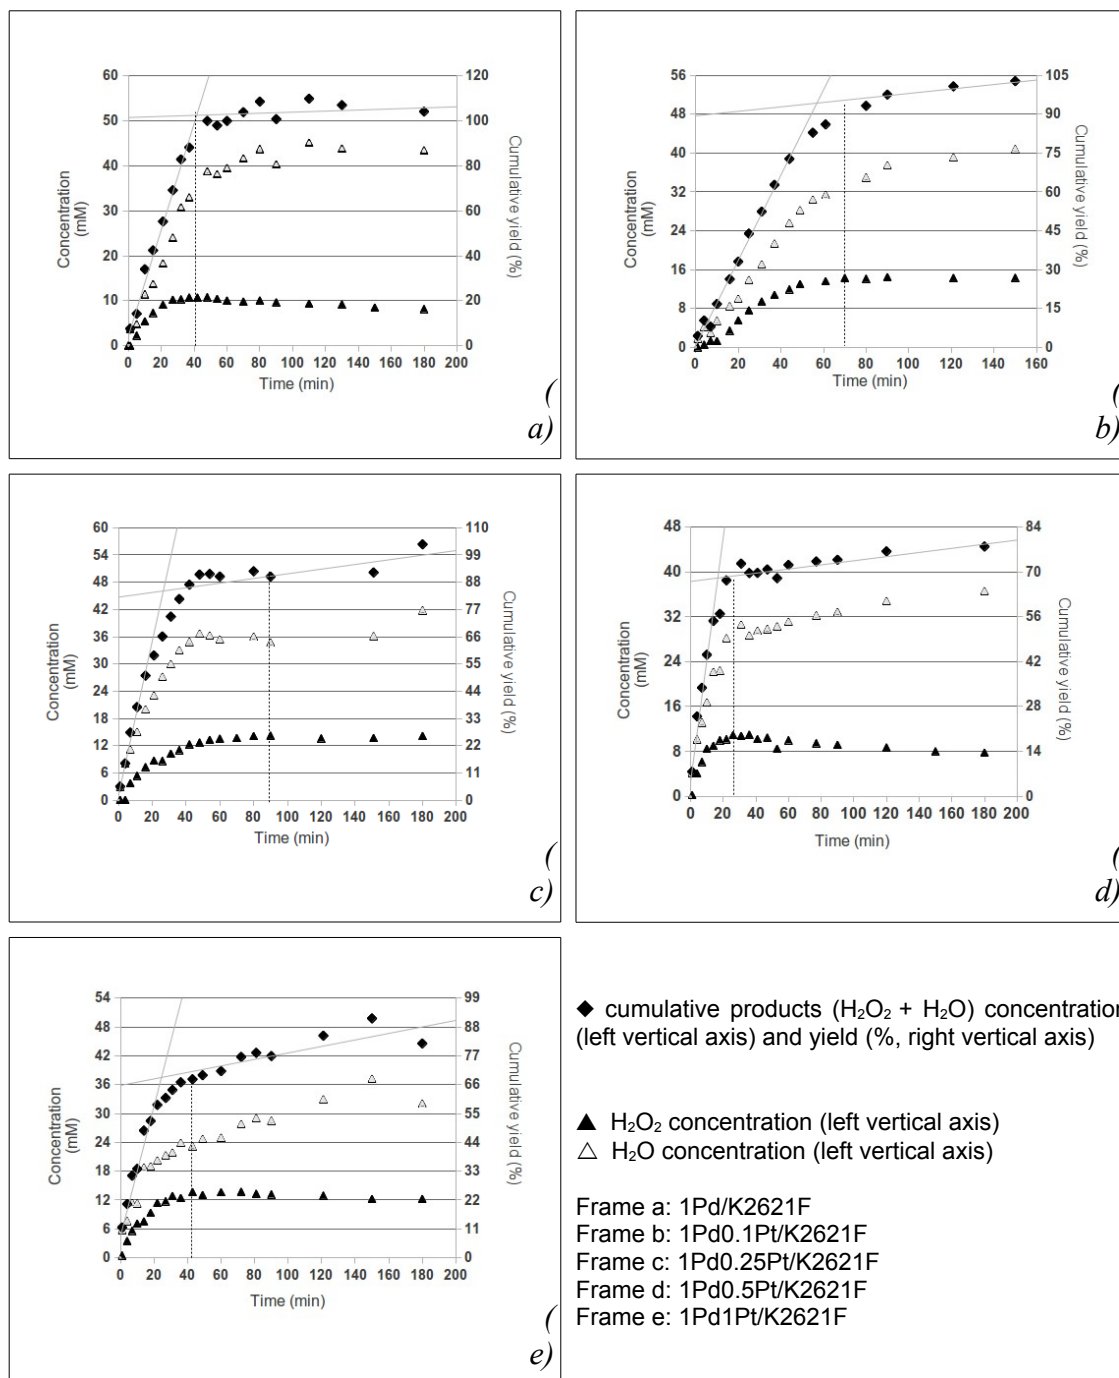 60
50
40
30
20
10
0
120
100
80
60
40
20
0
0 20 40 60 80 100 120 140 160 180 200
Concentration
(mM)
Cumulative yield (%)
Time (min)
(
a)
56
48
40
32
24
16
8
0
105
90
75
60
45
30
15
0
0 20 40 60 80 100 120 140 160
Concentration
(mM)
Cumulative yield (%)
Time (min)
(
b)
60
54
48
42
36
30
24
18
12
6
0
110
99
88
77
66
55
44
33
22
11
0
0 20 40 60 80 100 120 140 160 180 200
Concentration
(mM)
Cumulative yield (%)
Time (min)
(
c)
48
40
32
24
16
8
0
84
70
56
42
28
14
0
0 20 40 60 80 100 120 140 160 180 200
Concentration
(mM)
Cumulative yield (%)
Time (min)
(
d)
54
48
42
36
30
24
18
12
6
0
99
88
77
66
55
44
33
22
11
0
0 20 40 60 80 100 120 140 160 180 200
Concentration
(mM)
Cumulative yield (%)
Time (min)
(
e)
◆ cumulative products (H₂O₂ + H₂O) concentration
(left vertical axis) and yield (%, right vertical axis)
▲ H₂O₂ concentration (left vertical axis)
△ H₂O concentration (left vertical axis)
Frame a: 1Pd/K2621F
Frame b: 1Pd0.1Pt/K2621F
Frame c: 1Pd0.25Pt/K2621F
Frame d: 1Pd0.5Pt/K2621F
Frame e: 1Pd1Pt/K2621F